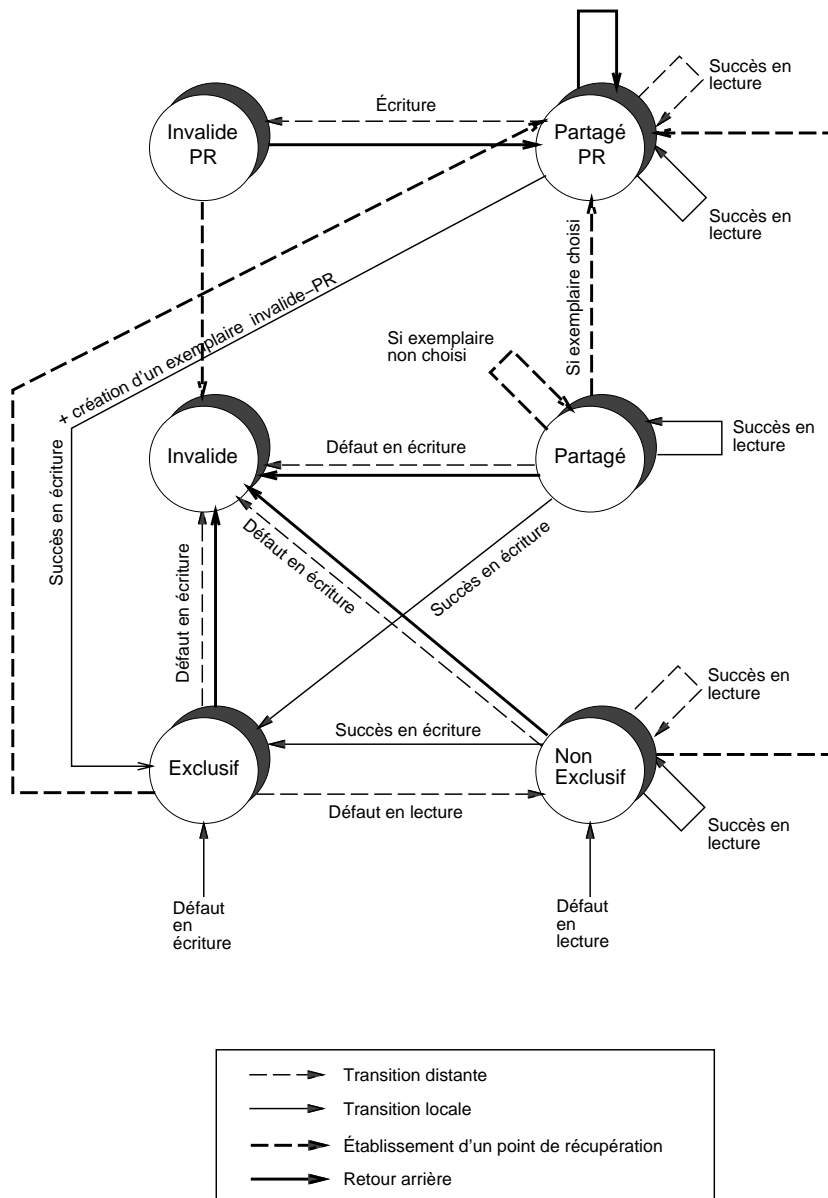 Succès en
lecture
Écriture
Invalide
PR
Partagé
PR
Succès en
lecture
Si exemplaire choisi
+ création d'un exemplaire invalide–PR
Si exemplaire
non choisi
Succès en
lecture
Défaut en écriture
Invalide
Partagé
Succès en écriture
Défaut en écriture
Défaut en écriture
Succès en écriture
Succès en
lecture
Succès en écriture
Exclusif
Non
Exclusif
Défaut en lecture
Succès en
lecture
Défaut
en
écriture
Défaut
en
lecture
Transition distante
Transition locale
Établissement d'un point de récupération
Retour arrière